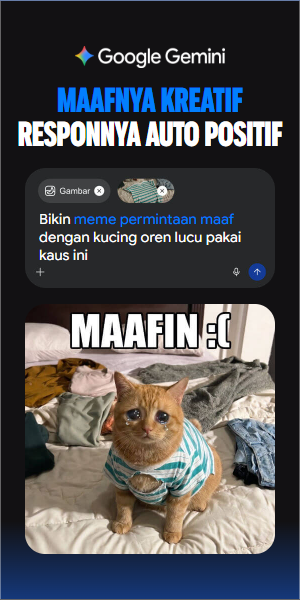 Google Gemini
MAAFNYA KREATIF
RESPONNYA AUTO POSITIF
Gambar
Bikin meme permintaan maaf
dengan kucing oren lucu pakai
kaus ini
MAAFIN :(